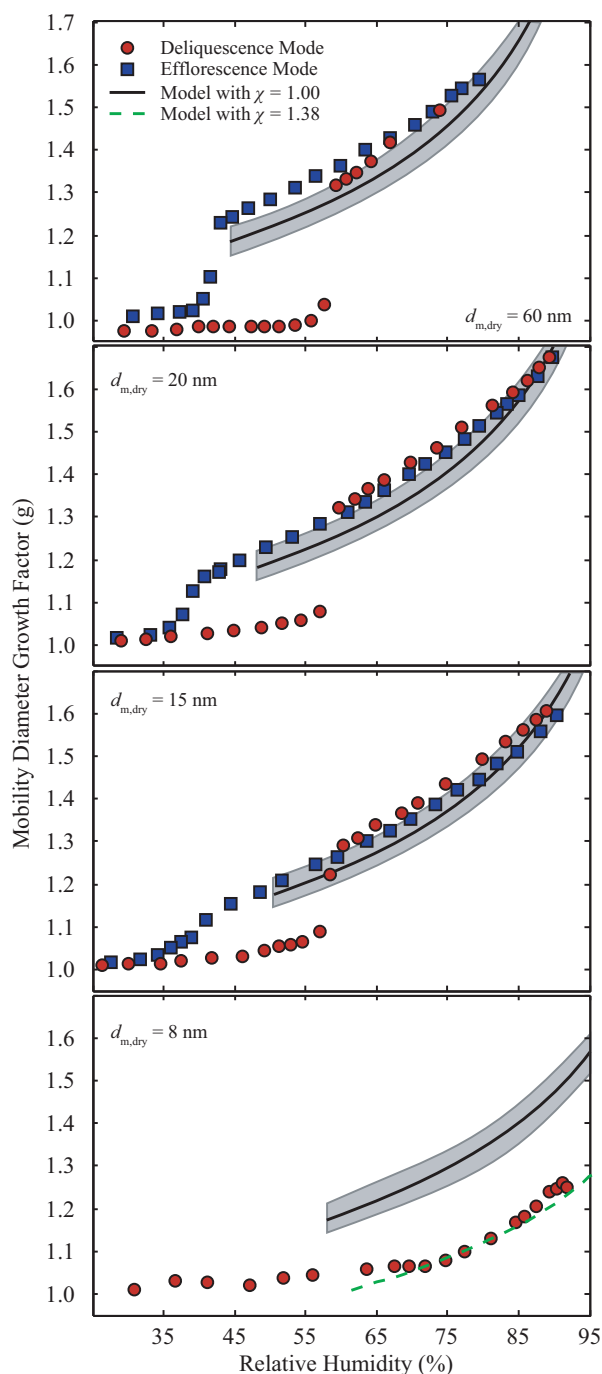 1.7
1.6
1.5
1.4
1.3
1.2
1.1
1.0
Deliquescence Mode
Efflorescence Mode
Model with χ = 1.00
Model with χ = 1.38
d_m,dry = 60 nm
1.6
1.5
1.4
1.3
1.2
1.1
1.0
d_m,dry = 20 nm
1.6
1.5
1.4
1.3
1.2
1.1
1.0
d_m,dry = 15 nm
1.6
1.5
1.4
1.3
1.2
1.1
1.0
d_m,dry = 8 nm
Mobility Diameter Growth Factor (g)
35 45 55 65 75 85 95
Relative Humidity (%)